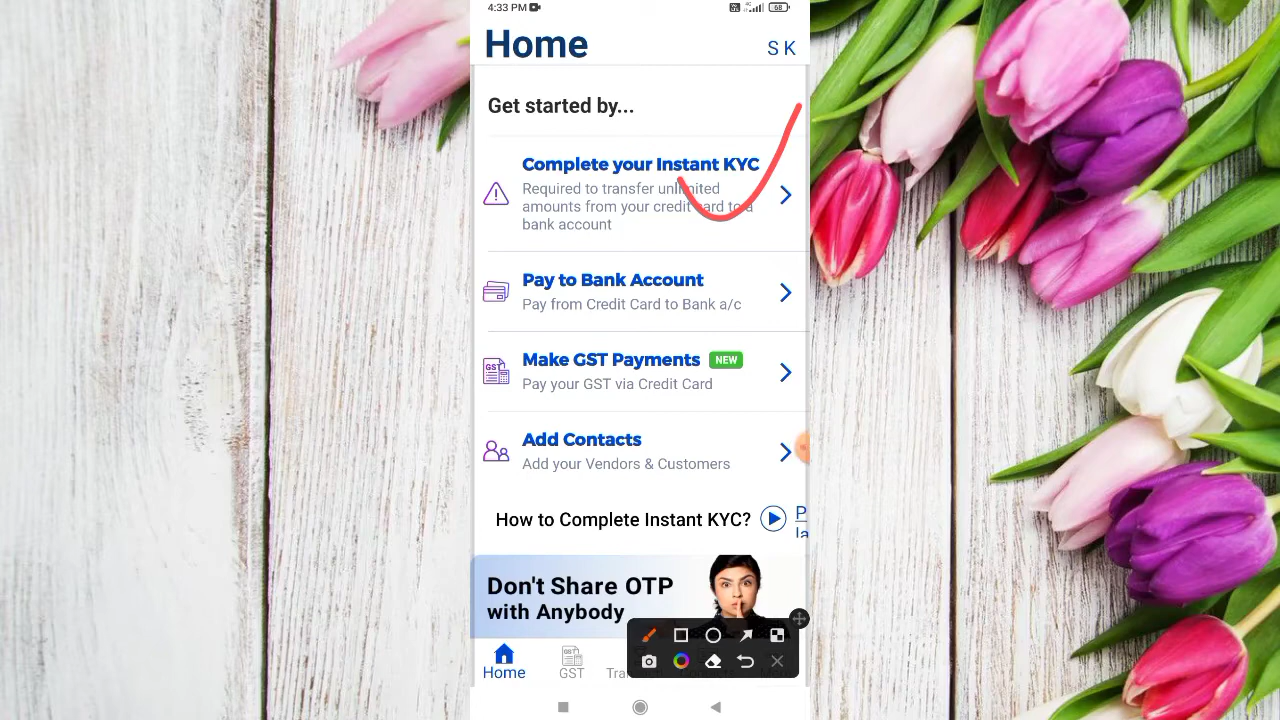 4:33 PM
68
Home
S K
Get started by...
Complete your Instant KYC
Required to transfer unlimited
amounts from your credit card to a
bank account
Pay to Bank Account
Pay from Credit Card to Bank a/c
GST
Make GST Payments NEW
Pay your GST via Credit Card
Add Contacts
Add your Vendors & Customers
How to Complete Instant KYC?
Don't Share OTP
with Anybody
GST
Home
GST